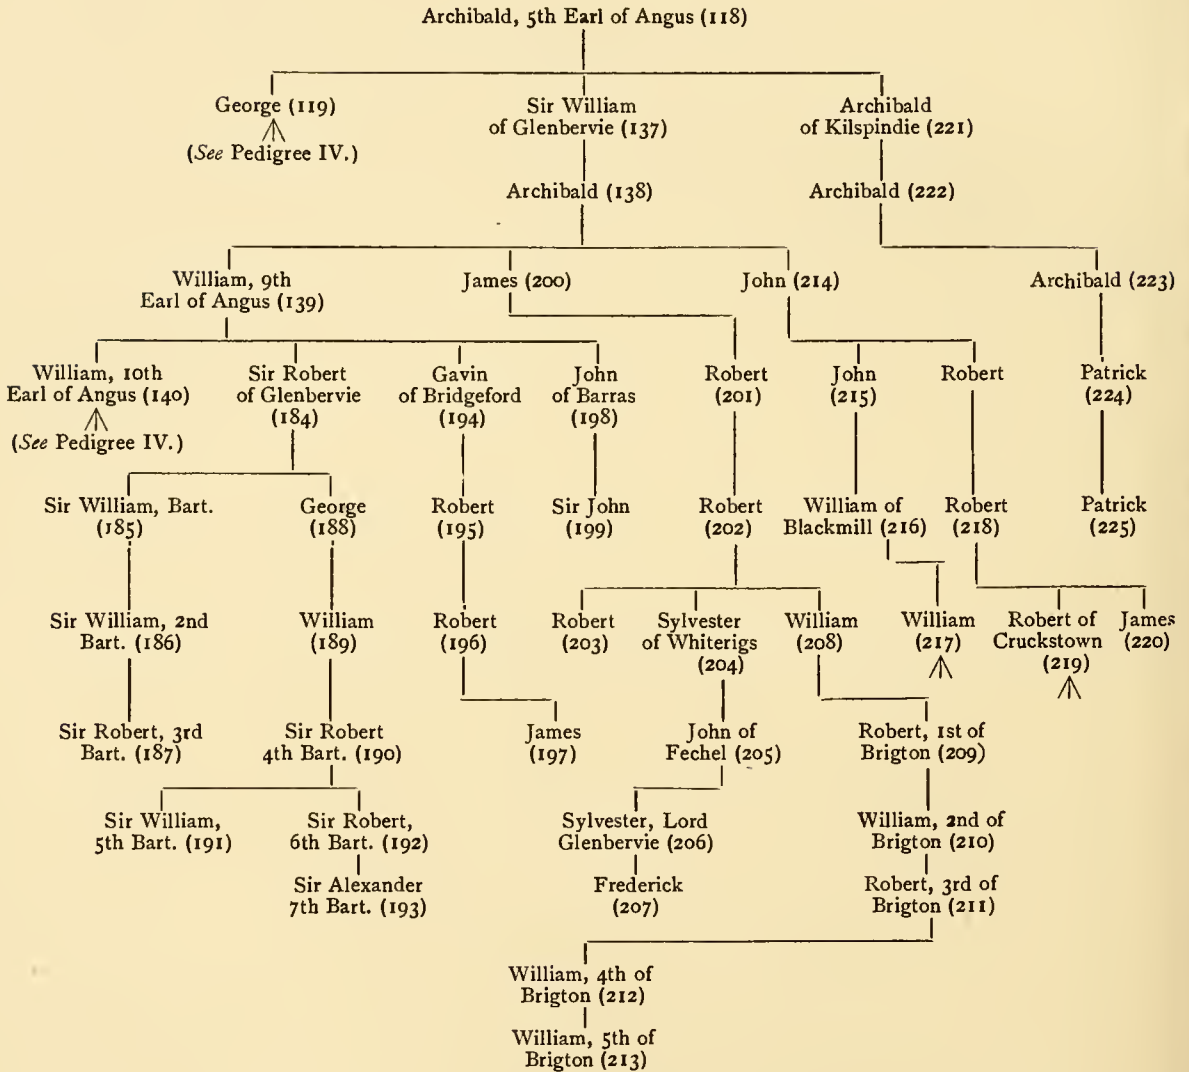 Archibald, 5th Earl of Angus (118)
George (119)
(See Pedigree IV.)
Sir William
of Glenbervie (137)
Archibald
of Kilspindie (221)
Archibald (138)
Archibald (222)
William, 9th
Earl of Angus (139)
James (200)
John (214)
Archibald (223)
William, 10th
Earl of Angus (140)
(See Pedigree IV.)
Sir Robert
of Glenbervie
(184)
Gavin
of Bridgeford
(194)
John
of Barras
(198)
Robert
(201)
John
(215)
Robert
Patrick
(224)
Sir William, Bart.
(185)
George
(188)
Robert
(195)
Sir John
(199)
Robert
(202)
William of
Blackmill (216)
Robert
(218)
Patrick
(225)
Sir William, 2nd
Bart. (186)
William
(189)
Robert
(196)
Robert
(203)
Sylvester
of Whiterigs
(204)
William
(208)
William
(217)
Robert of
Cruckstown
(219)
James
(220)
Sir Robert, 3rd
Bart. (187)
Sir Robert
4th Bart. (190)
James
(197)
John of
Fechel (205)
Robert, 1st of
Brigton (209)
Sir William,
5th Bart. (191)
Sir Robert,
6th Bart. (192)
Sylvester, Lord
Glenbervie (206)
William, 2nd of
Brigton (210)
Sir Alexander
7th Bart. (193)
Frederick
(207)
Robert, 3rd of
Brigton (211)
William, 4th of
Brigton (212)
William, 5th of
Brigton (213)